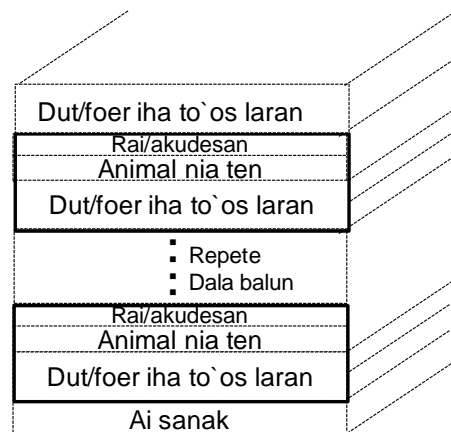 Dut/foer iha to`os laran
Rai/akudesan
Animal nia ten
Dut/foer iha to`os laran
Repete
Dala balun
Rai/akudesan
Animal nia ten
Dut/foer iha to`os laran
Ai sanak